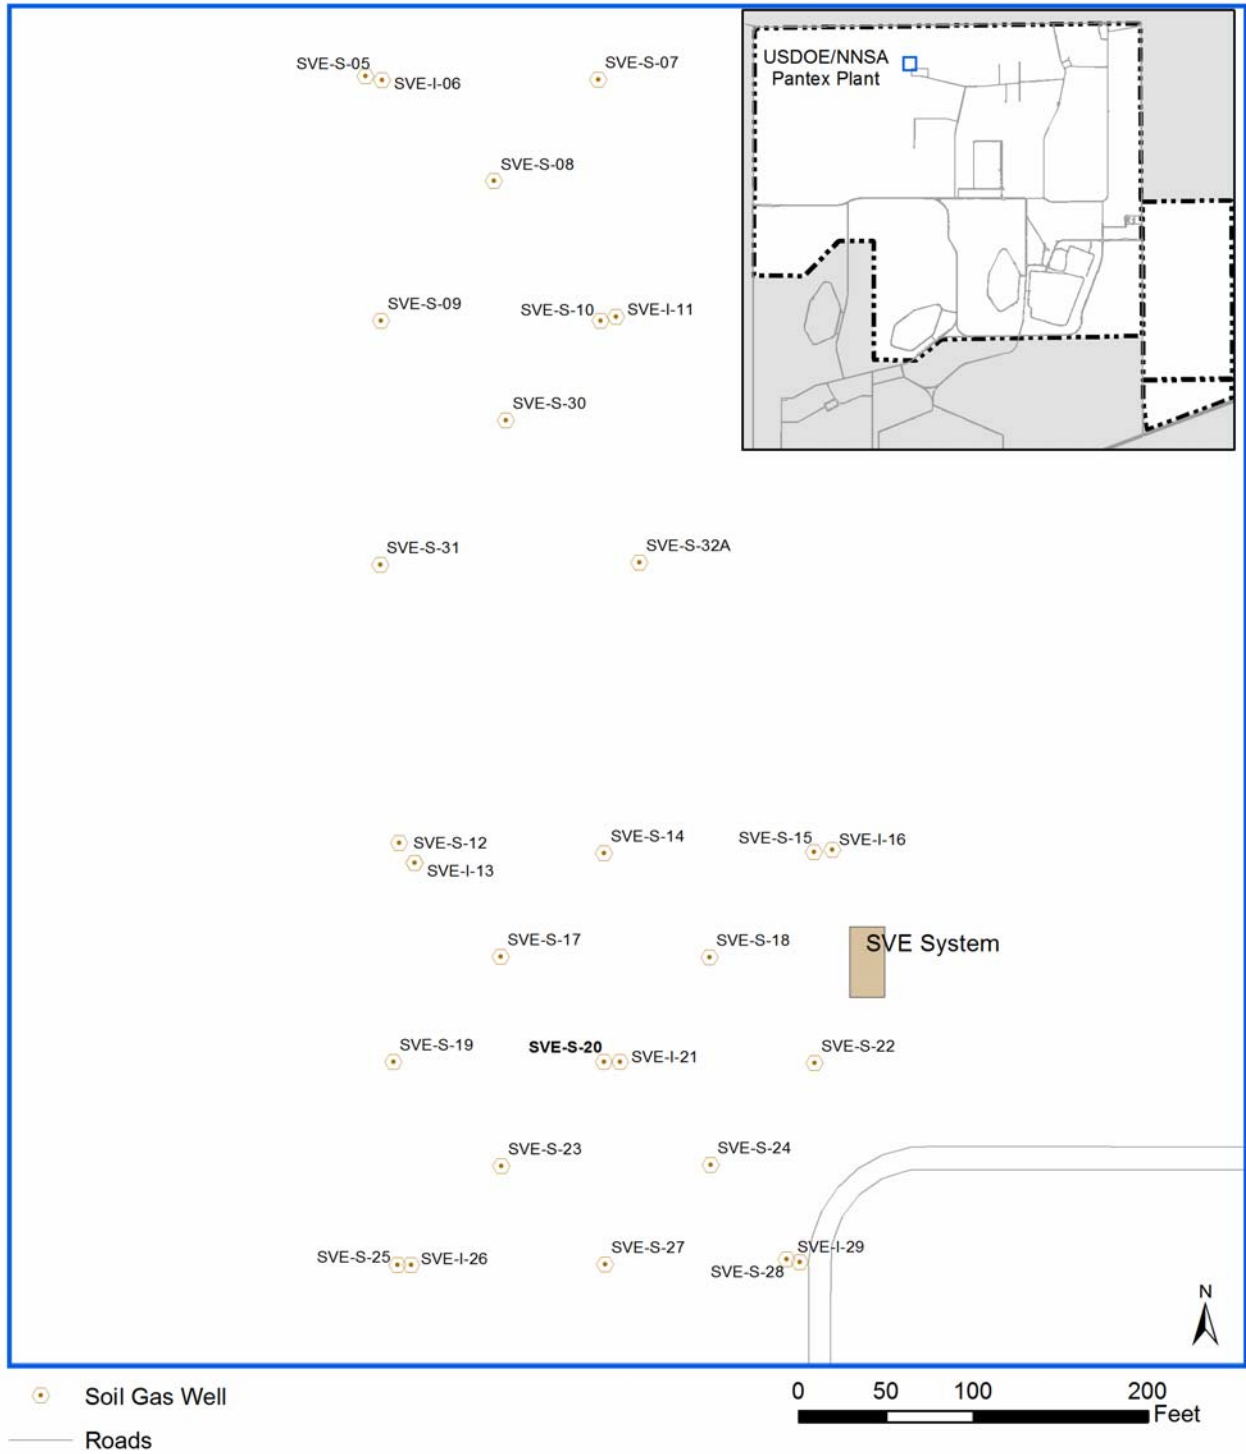 SVE-S-05
SVE-I-06
SVE-S-07
USDOE/NNSA
Pantex Plant
SVE-S-08
SVE-S-09
SVE-S-10
SVE-I-11
SVE-S-30
SVE-S-31
SVE-S-32A
SVE-S-12
SVE-I-13
SVE-S-14
SVE-S-15
SVE-I-16
SVE-S-17
SVE-S-18
SVE System
SVE-S-19
SVE-S-20
SVE-I-21
SVE-S-22
SVE-S-23
SVE-S-24
SVE-S-25
SVE-I-26
SVE-S-27
SVE-I-29
SVE-S-28
N
Soil Gas Well
Roads
0 50 100 200
Feet